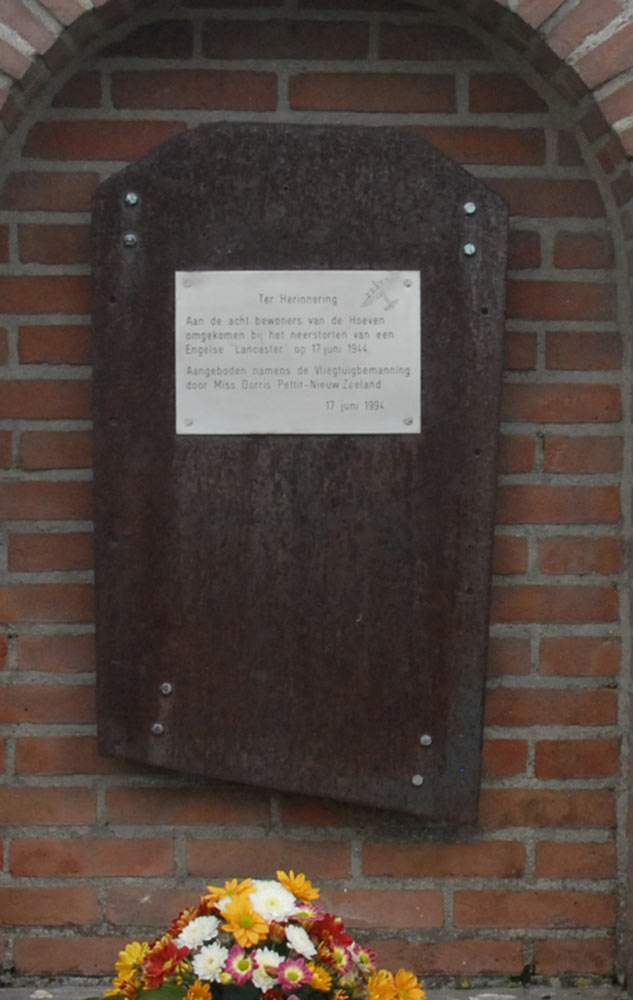 Ter Herinnering
Aan de acht bewoners van de Hoeven
omgekomen bij het neerstorten van een
Engelse "Lancaster" op 17 juni 1944.
Aangeboden namens de Vliegtuigbemanning
door Miss. Dorris Pettit-Nieuw Zeeland.
17 juni 1994